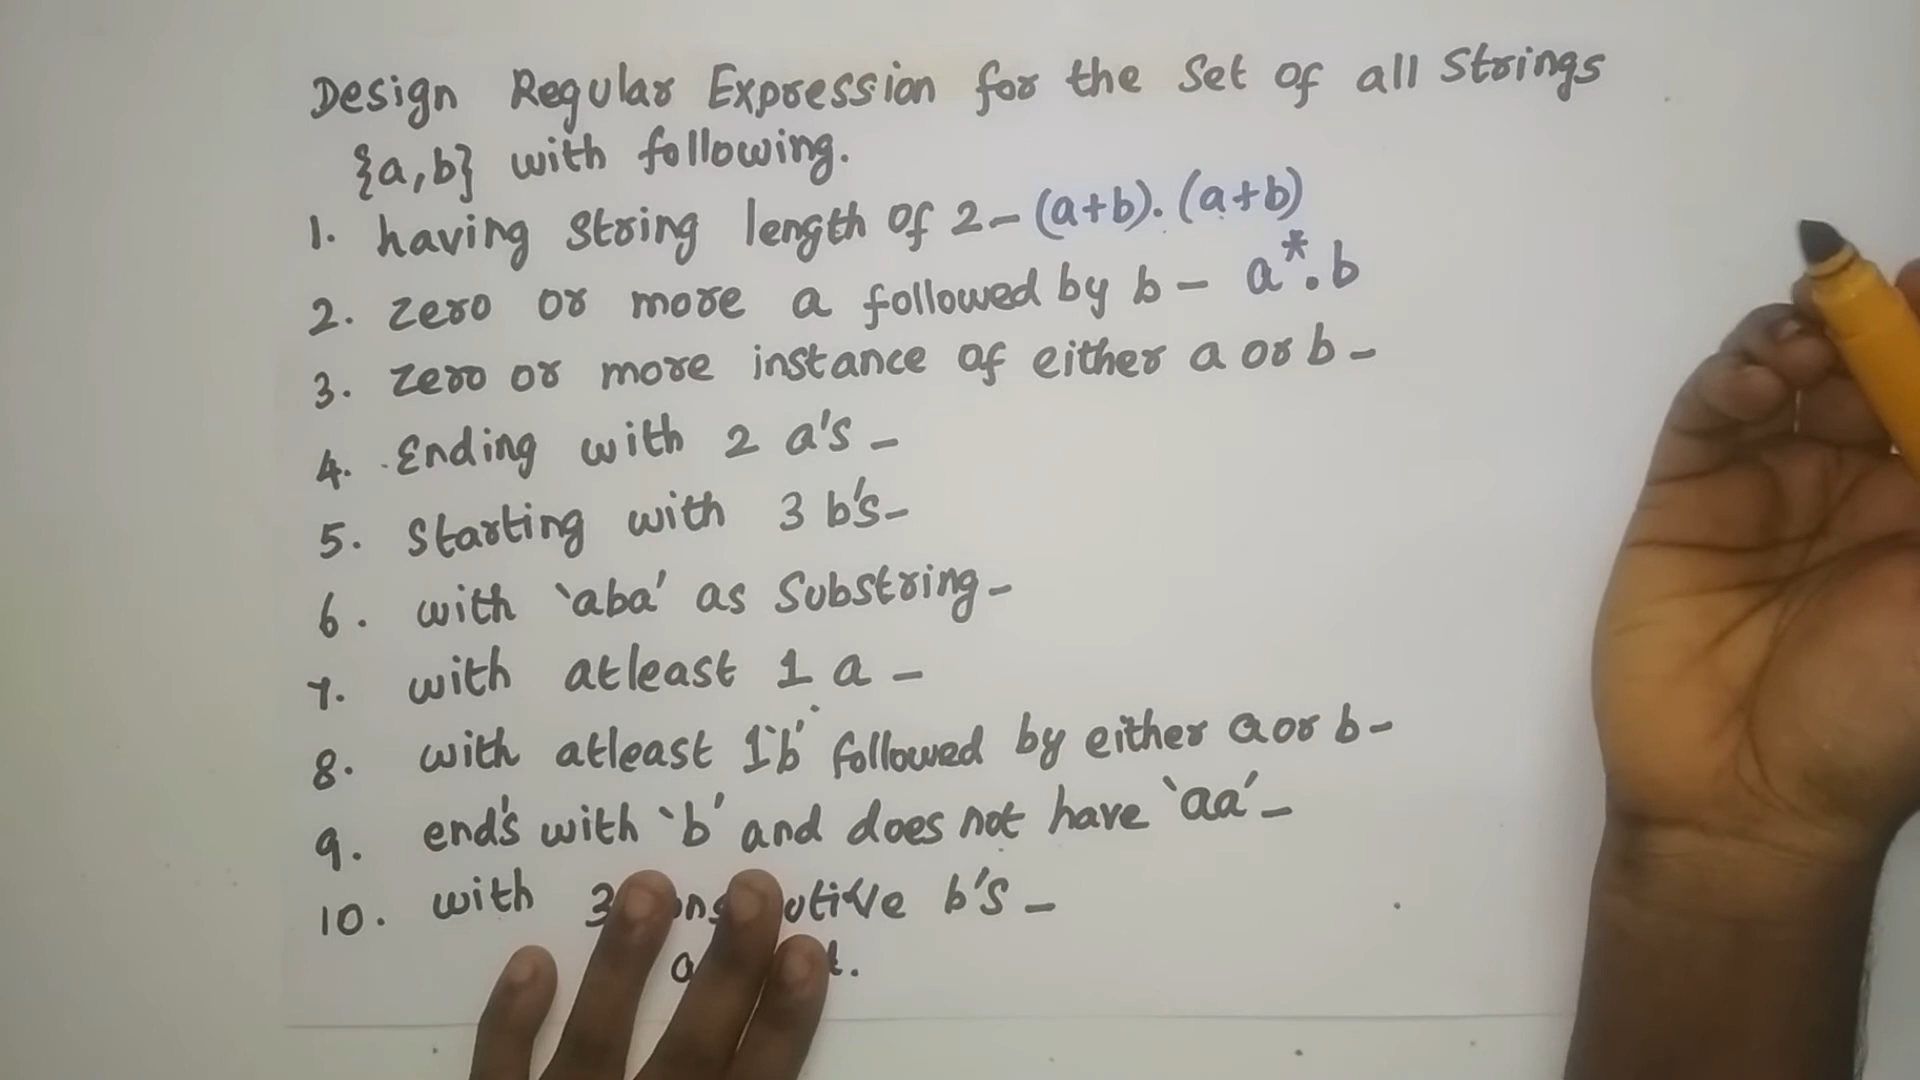 Design Regular Expression for the Set of all Strings
{a,b} with following.
1. having string length of 2 - (a+b).(a+b)
2. zero or more a followed by b - a*.b
3. zero or more instance of either a or b -
4. Ending with 2 a's -
5. Starting with 3 b's -
6. with 'aba' as Substring -
7. with atleast 1 a -
8. with atleast 1 'b' followed by either a or b -
9. end's with 'b' and does not have 'aa' -
10. with 3 b's -